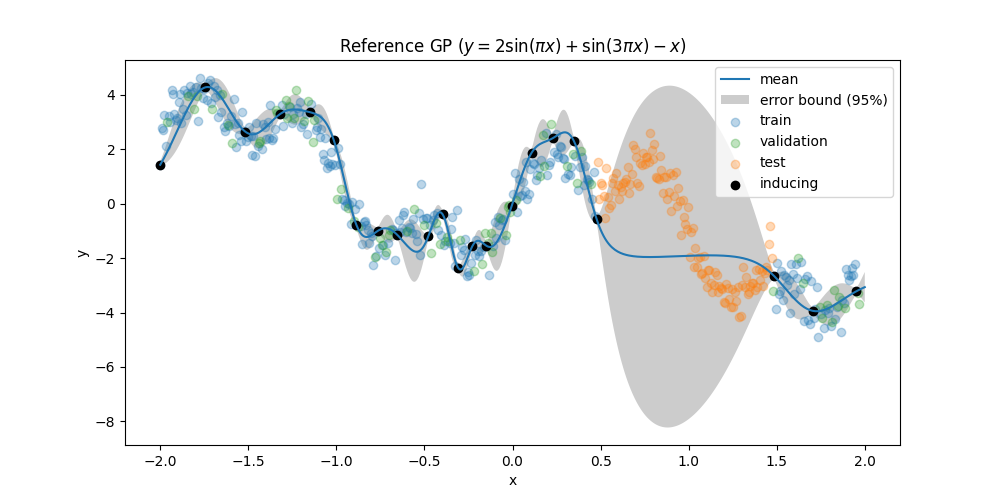 Reference GP (y = 2sin(πx) + sin(3πx) − x)
mean
error bound (95%)
train
validation
test
inducing
y
4
2
0
−2
−4
−6
−8
−2.0 −1.5 −1.0 −0.5 0.0 0.5 1.0 1.5 2.0
x